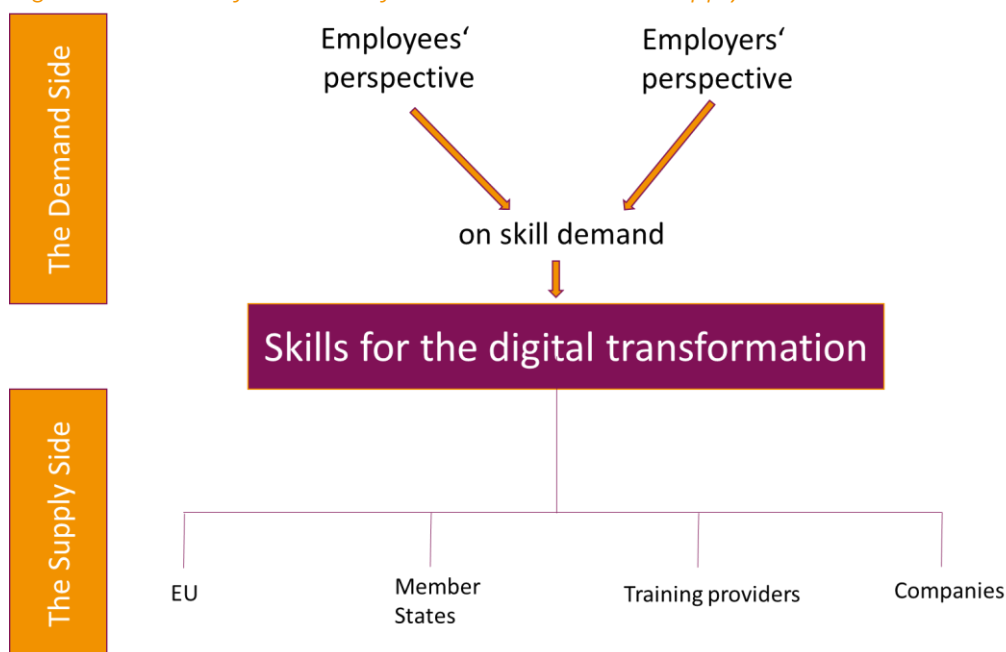 The Demand Side
Employees‘
perspective
Employers‘
perspective
on skill demand
Skills for the digital transformation
The Supply Side
EU
Member
States
Training providers
Companies